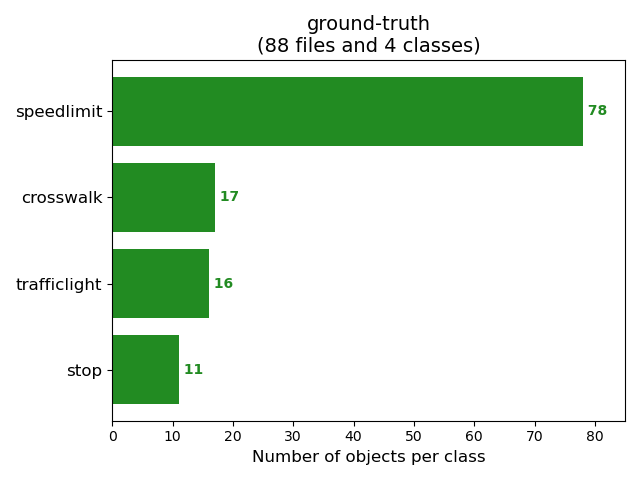 ground-truth
(88 files and 4 classes)
speedlimit 78
crosswalk 17
trafficlight 16
stop 11
0 10 20 30 40 50 60 70 80
Number of objects per class